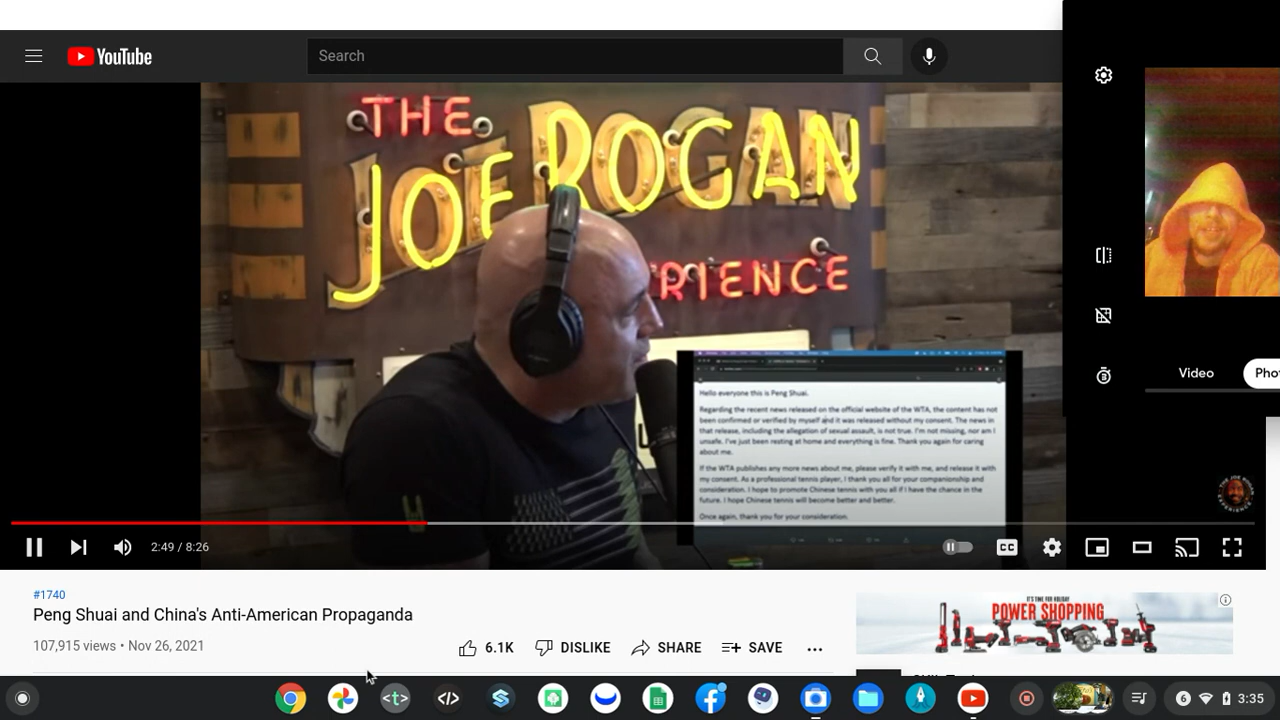 YouTube
Search
THE
JOE ROGAN
RIENCE
Hello everyone this is Peng Shuai.
Regarding the recent news released on the official website of the WTA, the content has not
been confirmed or verified by myself and it was released without my consent. The news in
that release, including the allegation of sexual assault, is not true. I'm not missing, nor am I
unsafe. I've just been resting at home and everything is fine. Thank you again for caring
about me.
If the WTA publishes any more news about me, please verify it with me, and release it with
my consent. As a professional tennis player, I thank you all for your companionship and
consideration. I hope to promote Chinese tennis with you all if I have the chance in the
future. I hope Chinese tennis will become better and better.
Once again, thank you for your consideration.
Video
Pho
2:49 / 8:26
CC
#1740
Peng Shuai and China's Anti-American Propaganda
107,915 views • Nov 26, 2021
6.1K
DISLIKE
SHARE
SAVE
IT'S TIME FOR HOLIDAY
POWER SHOPPING
<t>
</>
6
3:35